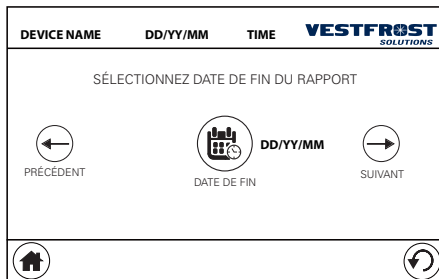 DEVICE NAME DD/YY/MM TIME VESTFROST
SOLUTIONS
SÉLECTIONNEZ DATE DE FIN DU RAPPORT
DD/YY/MM
PRÉCÉDENT DATE DE FIN SUIVANT